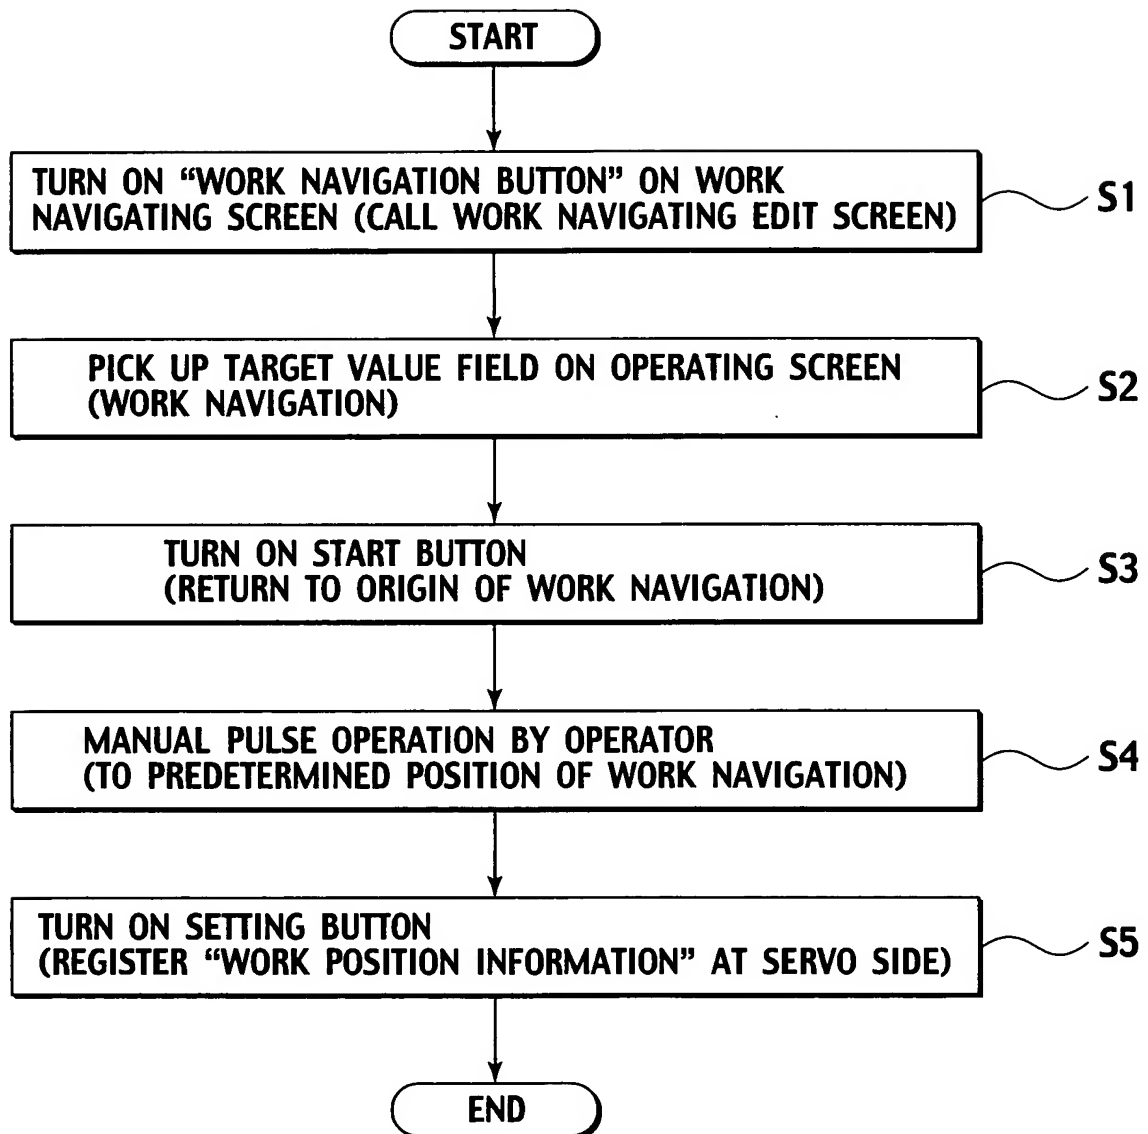 START
TURN ON “WORK NAVIGATION BUTTON” ON WORK
NAVIGATING SCREEN (CALL WORK NAVIGATING EDIT SCREEN)
S1
PICK UP TARGET VALUE FIELD ON OPERATING SCREEN
(WORK NAVIGATION)
S2
TURN ON START BUTTON
(RETURN TO ORIGIN OF WORK NAVIGATION)
S3
MANUAL PULSE OPERATION BY OPERATOR
(TO PREDETERMINED POSITION OF WORK NAVIGATION)
S4
TURN ON SETTING BUTTON
(REGISTER “WORK POSITION INFORMATION” AT SERVO SIDE)
S5
END